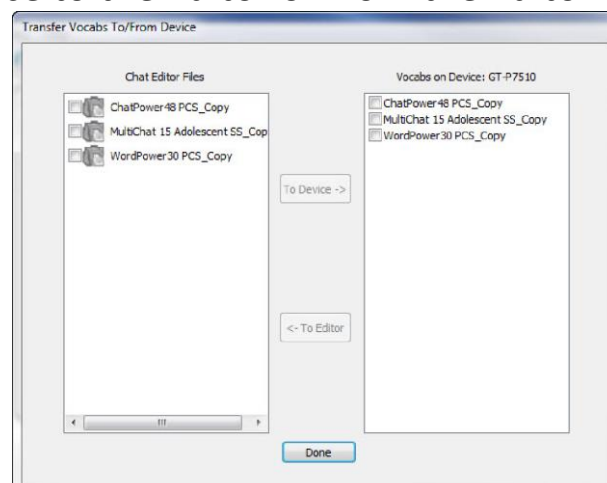 Transfer Vocabs To/From Device
Chat Editor Files
Vocabs on Device: GT-P7510
ChatPower48 PCS_Copy
MultiChat 15 Adolescent SS_Cop
WordPower30 PCS_Copy
ChatPower48 PCS_Copy
MultiChat 15 Adolescent SS_Copy
WordPower30 PCS_Copy
To Device ->
<- To Editor
Done